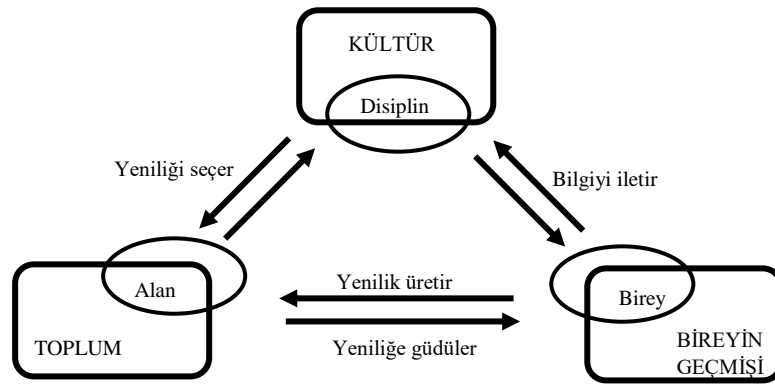 KÜLTÜR
Disiplin
Yeniliği seçer
Bilgiyi iletir
Alan
Yenilik üretir
Birey
TOPLUM
Yeniliğe güdüler
BİREYİN
GEÇMİŞİ